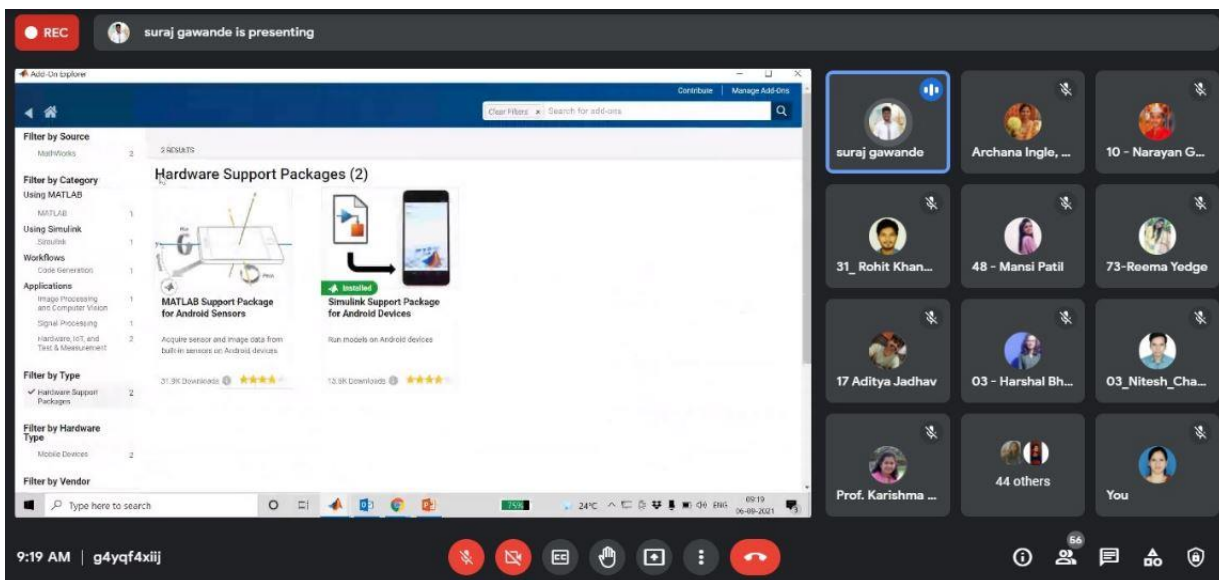 REC
suraj gawande is presenting
Add-On Explorer
Contribute | Manage Add-Ons
Clear Filters × Search for add-ons
Filter by Source
MathWorks 2
Filter by Category
Using MATLAB
MATLAB 1
Using Simulink
Simulink 1
Workflows
Code Generation 1
Applications
Image Processing and Computer Vision 1
Signal Processing 1
Hardware, IoT, and Test & Measurement 2
Filter by Type
Hardware Support Packages 2
Filter by Hardware Type
Mobile Devices 2
Filter by Vendor
2 RESULTS
Hardware Support Packages (2)
MATLAB Support Package
for Android Sensors
Acquire sensor and image data from
built-in sensors on Android devices.
31.9K Downloads
Installed
Simulink Support Package
for Android Devices
Run models on Android devices
Downloads
Type here to search
75%
24°C
ENG
09:19
06-09-2021
suraj gawande
Archana Ingle, ...
10 - Narayan G...
31_ Rohit Khan...
48 - Mansi Patil
73-Reema Yedge
17 Aditya Jadhav
03 - Harshal Bh...
03_Nitesh_Cha...
Prof. Karishma ...
44 others
You
9:19 AM | g4yqf4xiij
CC
56